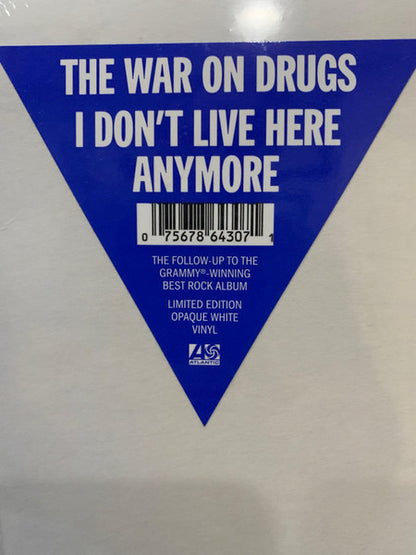 THE WAR ON DRUGS
I DON'T LIVE HERE
ANYMORE
0 75678 64307 1
THE FOLLOW-UP TO THE
GRAMMY®-WINNING
BEST ROCK ALBUM
LIMITED EDITION
OPAQUE WHITE
VINYL
ATLANTIC